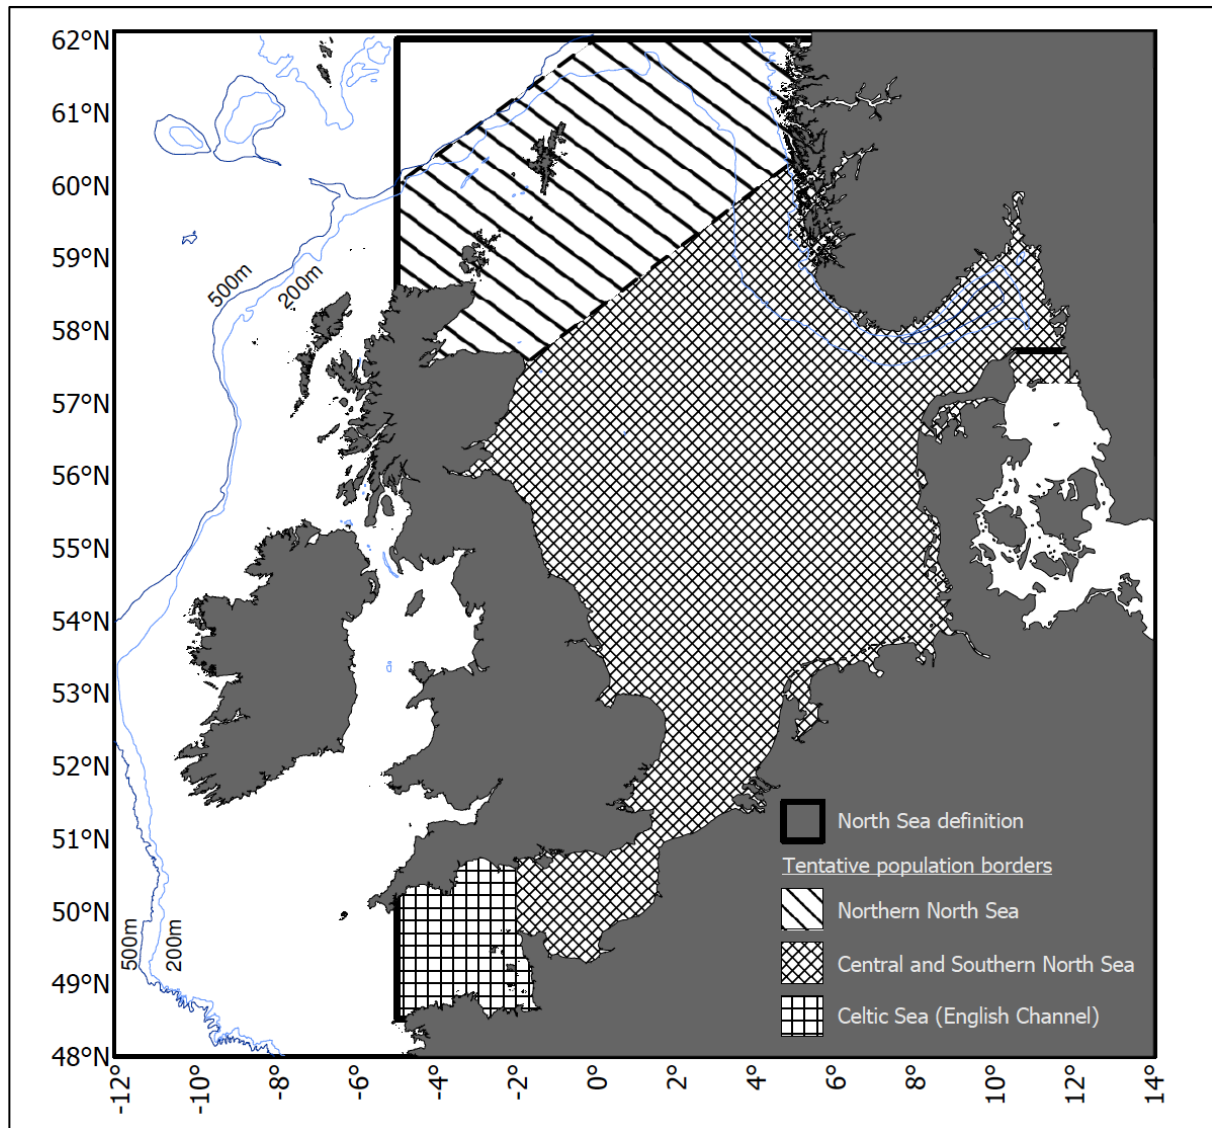 62°N
61°N
60°N
59°N
58°N
57°N
56°N
55°N
54°N
53°N
52°N
51°N
50°N
49°N
48°N
500m
200m
500m
200m
North Sea definition
Tentative population borders
Northern North Sea
Central and Southern North Sea
Celtic Sea (English Channel)
-12°
-10°
-8°
-6°
-4°
-2°
0°
2°
4°
6°
8°
10°
12°
14°